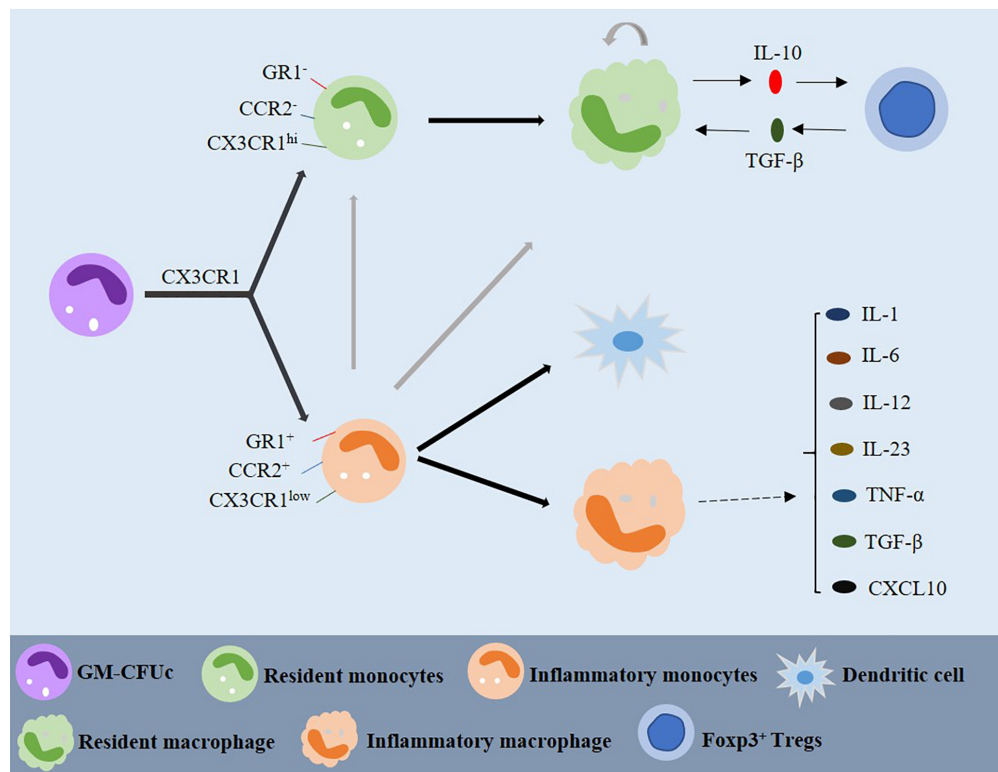 GR1⁻
CCR2⁻
CX3CR1ʰⁱ
IL-10
TGF-β
CX3CR1
GR1⁺
CCR2⁺
CX3CR1ˡᵒʷ
IL-1
IL-6
IL-12
IL-23
TNF-α
TGF-β
CXCL10
GM-CFUc
Resident monocytes
Inflammatory monocytes
Dendritic cell
Resident macrophage
Inflammatory macrophage
Foxp3⁺ Tregs